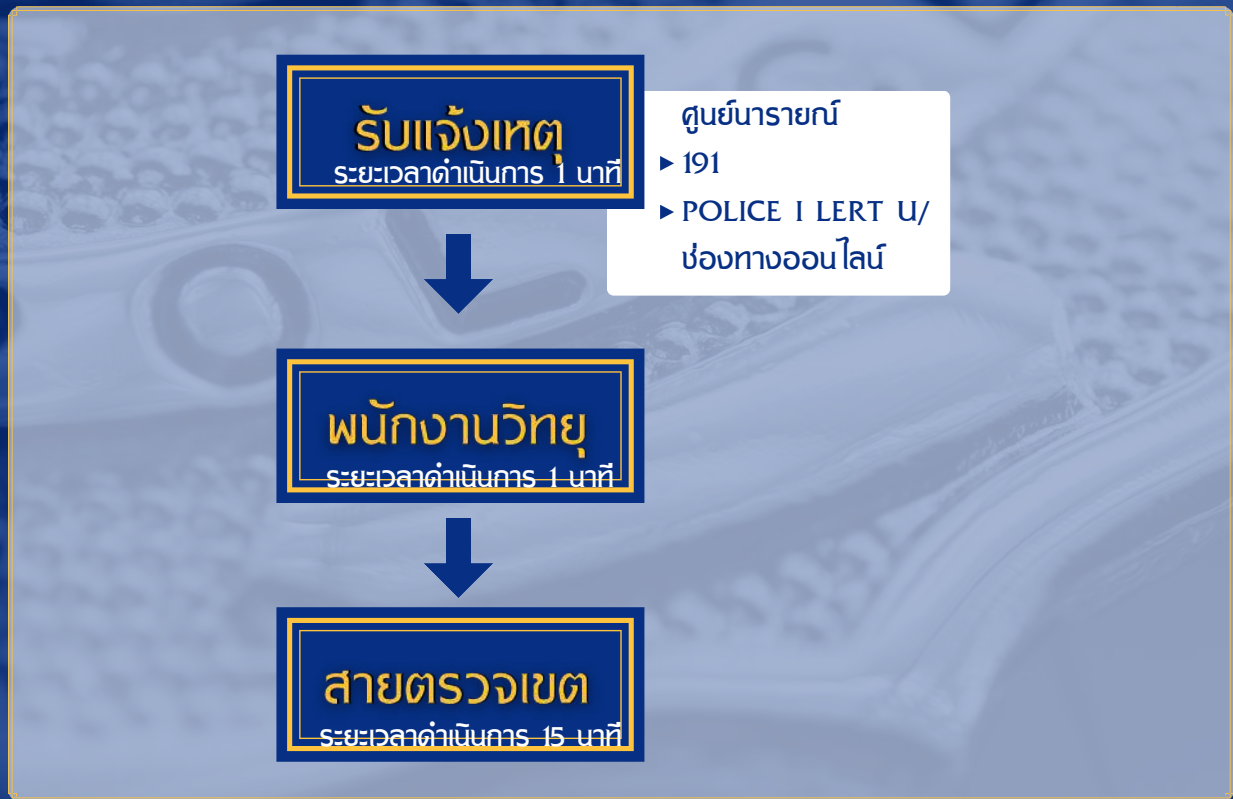 รับแจ้งเหตุ
ระยะเวลาดำเนินการ 1 นาที
ศูนย์นารายณ์
▸ 191
▸ POLICE I LERT U/
ช่องทางออนไลน์
พนักงานวิทยุ
ระยะเวลาดำเนินการ 1 นาที
สายตรวจเขต
ระยะเวลาดำเนินการ 15 นาที